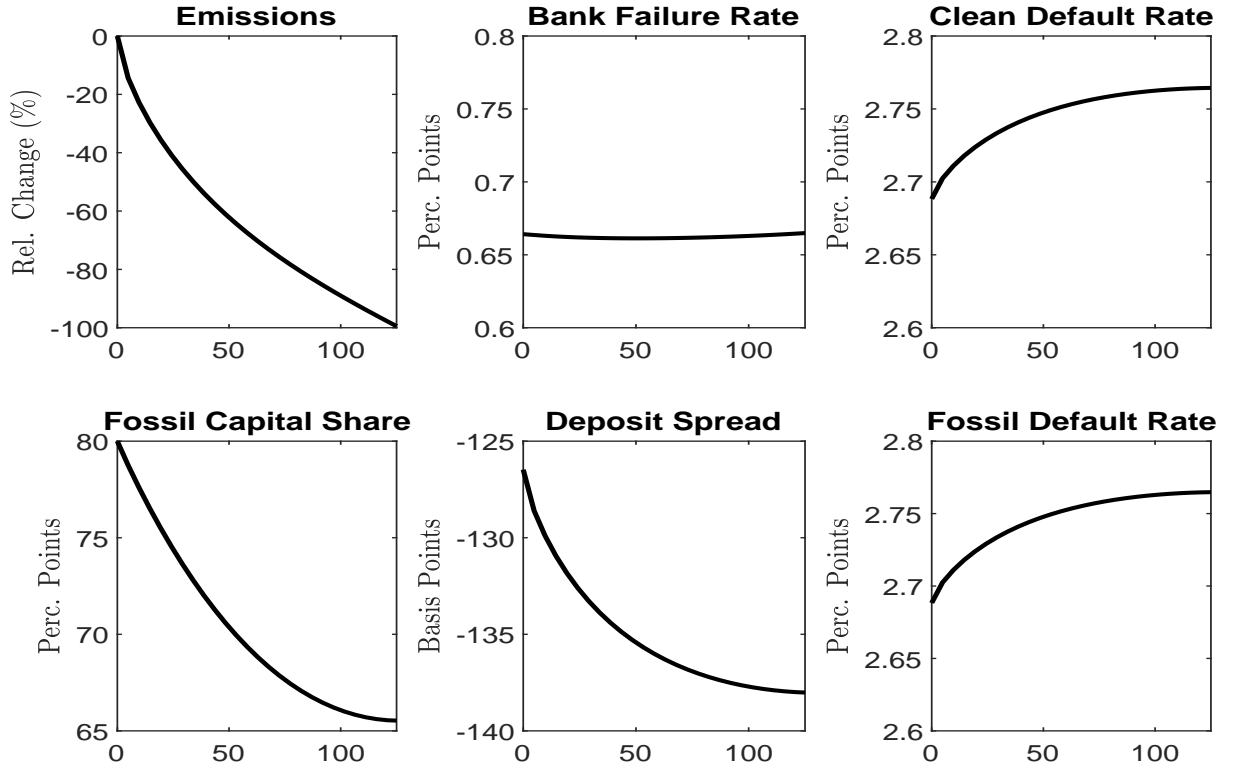 Emissions
Rel. Change (%)
0
-20
-40
-60
-80
-100
0 50 100
Bank Failure Rate
Perc. Points
0.8
0.75
0.7
0.65
0.6
0 50 100
Clean Default Rate
Perc. Points
2.8
2.75
2.7
2.65
2.6
0 50 100
Fossil Capital Share
Perc. Points
80
75
70
65
0 50 100
Deposit Spread
Basis Points
-125
-130
-135
-140
0 50 100
Fossil Default Rate
Perc. Points
2.8
2.75
2.7
2.65
2.6
0 50 100